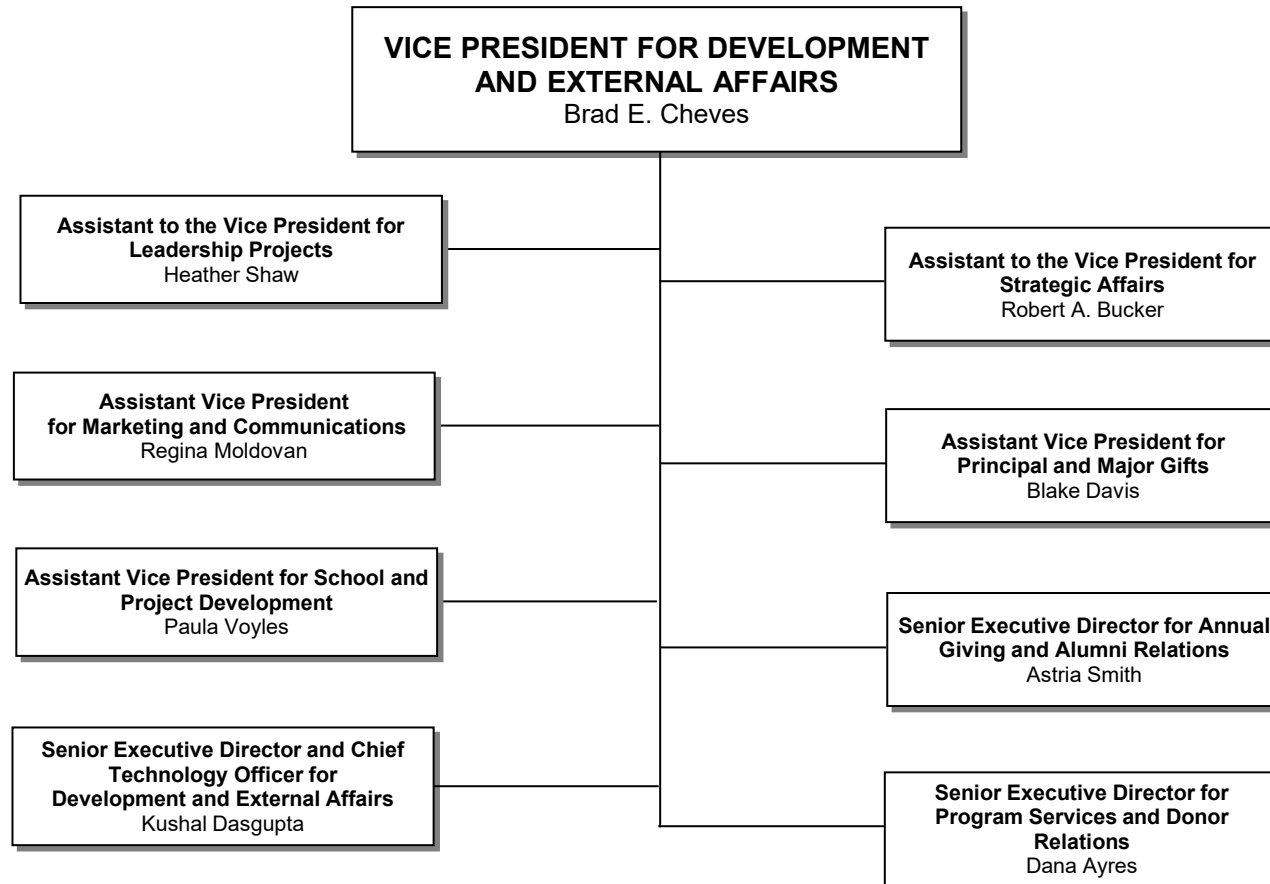 VICE PRESIDENT FOR DEVELOPMENT
AND EXTERNAL AFFAIRS
Brad E. Cheves
Assistant to the Vice President for
Leadership Projects
Heather Shaw
Assistant to the Vice President for
Strategic Affairs
Robert A. Bucker
Assistant Vice President
for Marketing and Communications
Regina Moldovan
Assistant Vice President for
Principal and Major Gifts
Blake Davis
Assistant Vice President for School and
Project Development
Paula Voyles
Senior Executive Director for Annual
Giving and Alumni Relations
Astria Smith
Senior Executive Director and Chief
Technology Officer for
Development and External Affairs
Kushal Dasgupta
Senior Executive Director for
Program Services and Donor
Relations
Dana Ayres